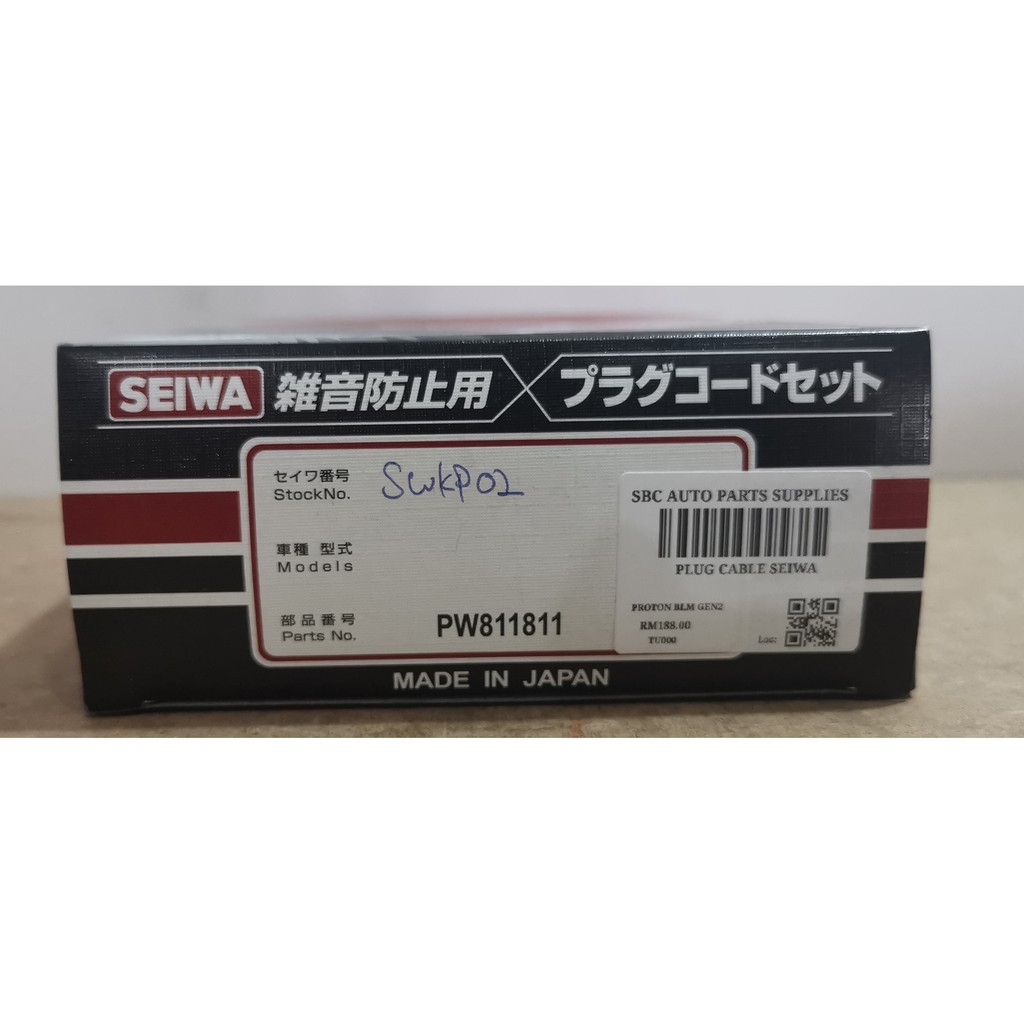 SEIWA 雑音防止用 プラグコードセット
セイワ番号
StockNo. SWKP02
車種 型式
Models
部品番号
Parts No. PW811811
MADE IN JAPAN
SBC AUTO PARTS SUPPLIES
PLUG CABLE SEIWA
PROTON BLM GEN2
RM188.00
TU000
Loc: